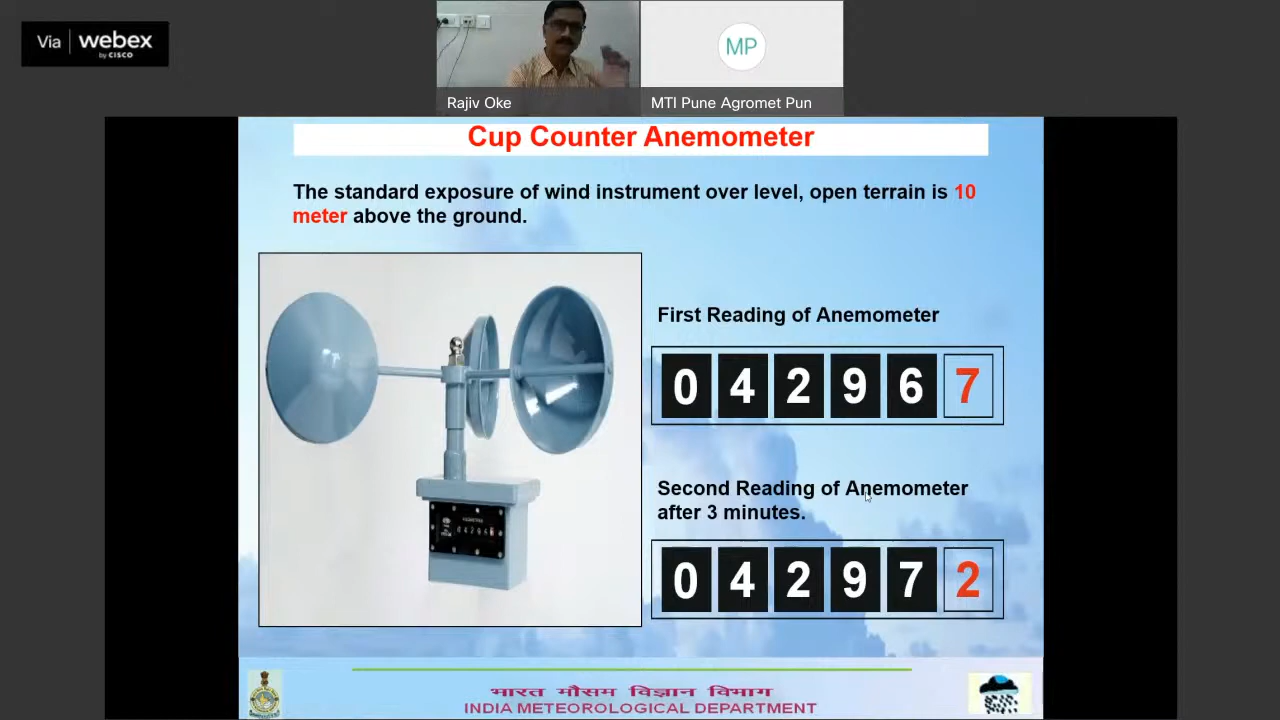 Via webex
by CISCO
MP
Rajiv Oke
MTI Pune Agromet Pun
Cup Counter Anemometer
The standard exposure of wind instrument over level, open terrain is 10
meter above the ground.
First Reading of Anemometer
0 4 2 9 6 7
Second Reading of Anemometer
after 3 minutes.
0 4 2 9 7 2
भारत मौसम विज्ञान विभाग
INDIA METEOROLOGICAL DEPARTMENT